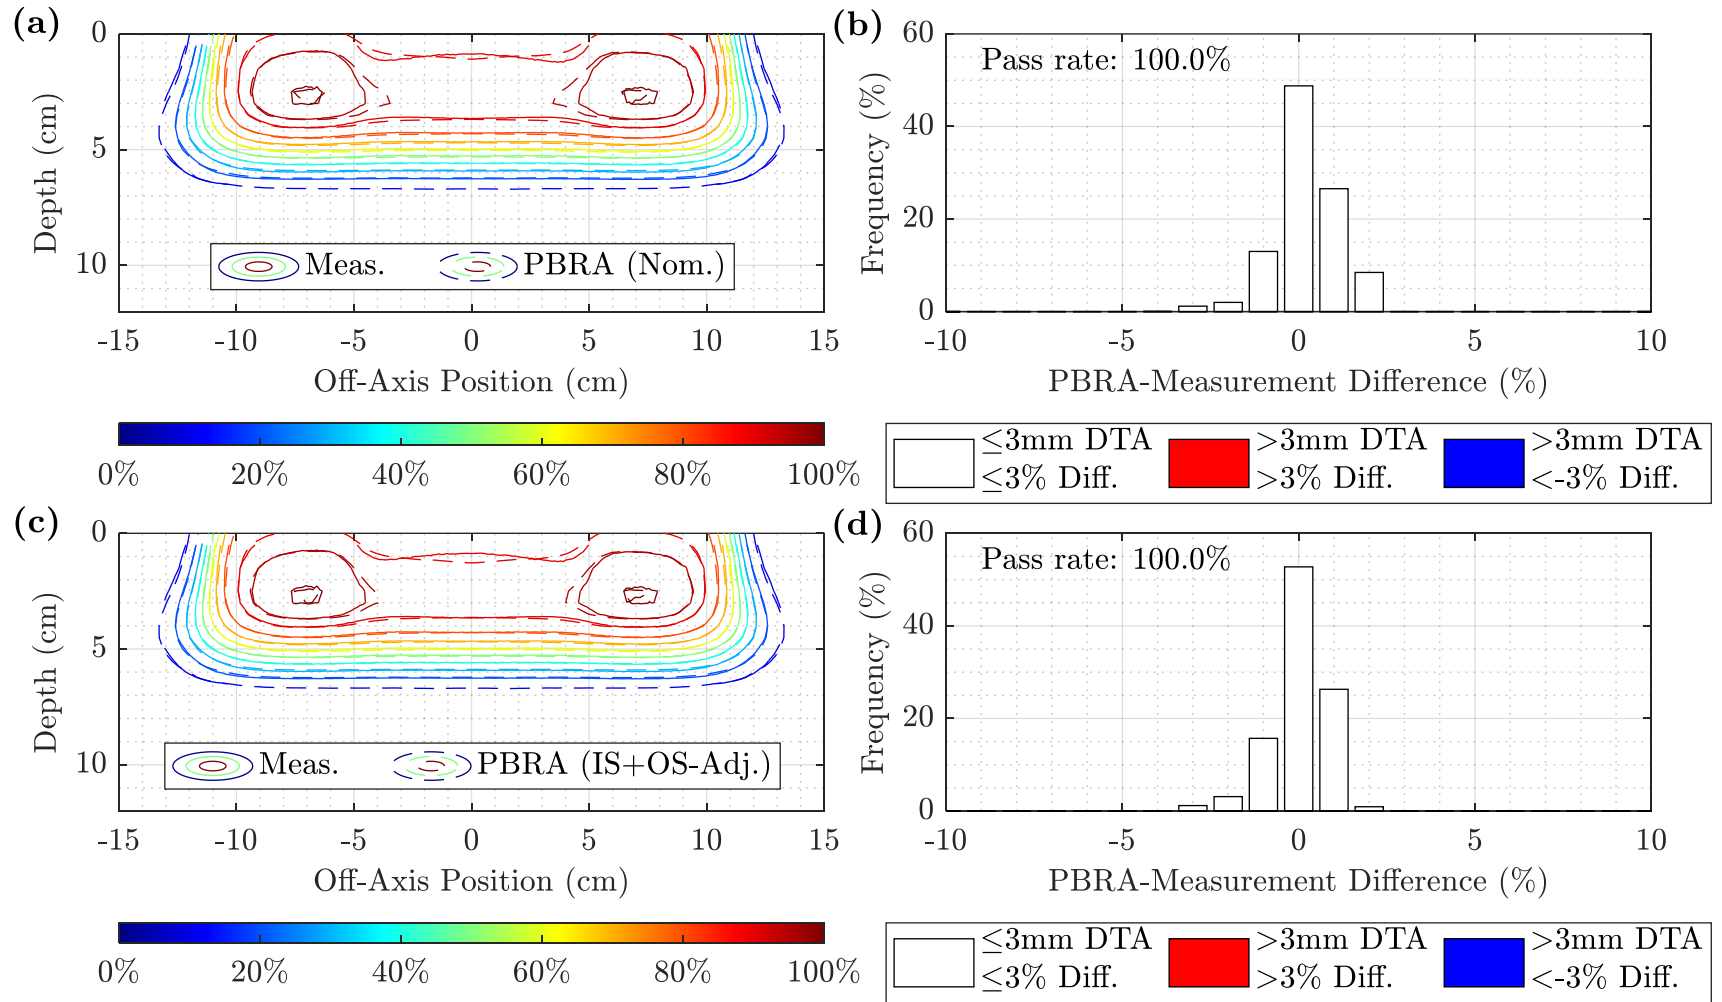 (a)
0
5
10
Depth (cm)
Meas.
PBRA (Nom.)
-15 -10 -5 0 5 10 15
Off-Axis Position (cm)
0% 20% 40% 60% 80% 100%
(b)
60
40
20
0
Frequency (%)
Pass rate: 100.0%
-10 -5 0 5 10
PBRA-Measurement Difference (%)
≤3mm DTA
≤3% Diff.
>3mm DTA
>3% Diff.
>3mm DTA
<-3% Diff.
(c)
0
5
10
Depth (cm)
Meas.
PBRA (IS+OS-Adj.)
-15 -10 -5 0 5 10 15
Off-Axis Position (cm)
0% 20% 40% 60% 80% 100%
(d)
60
40
20
0
Frequency (%)
Pass rate: 100.0%
-10 -5 0 5 10
PBRA-Measurement Difference (%)
≤3mm DTA
≤3% Diff.
>3mm DTA
>3% Diff.
>3mm DTA
<-3% Diff.